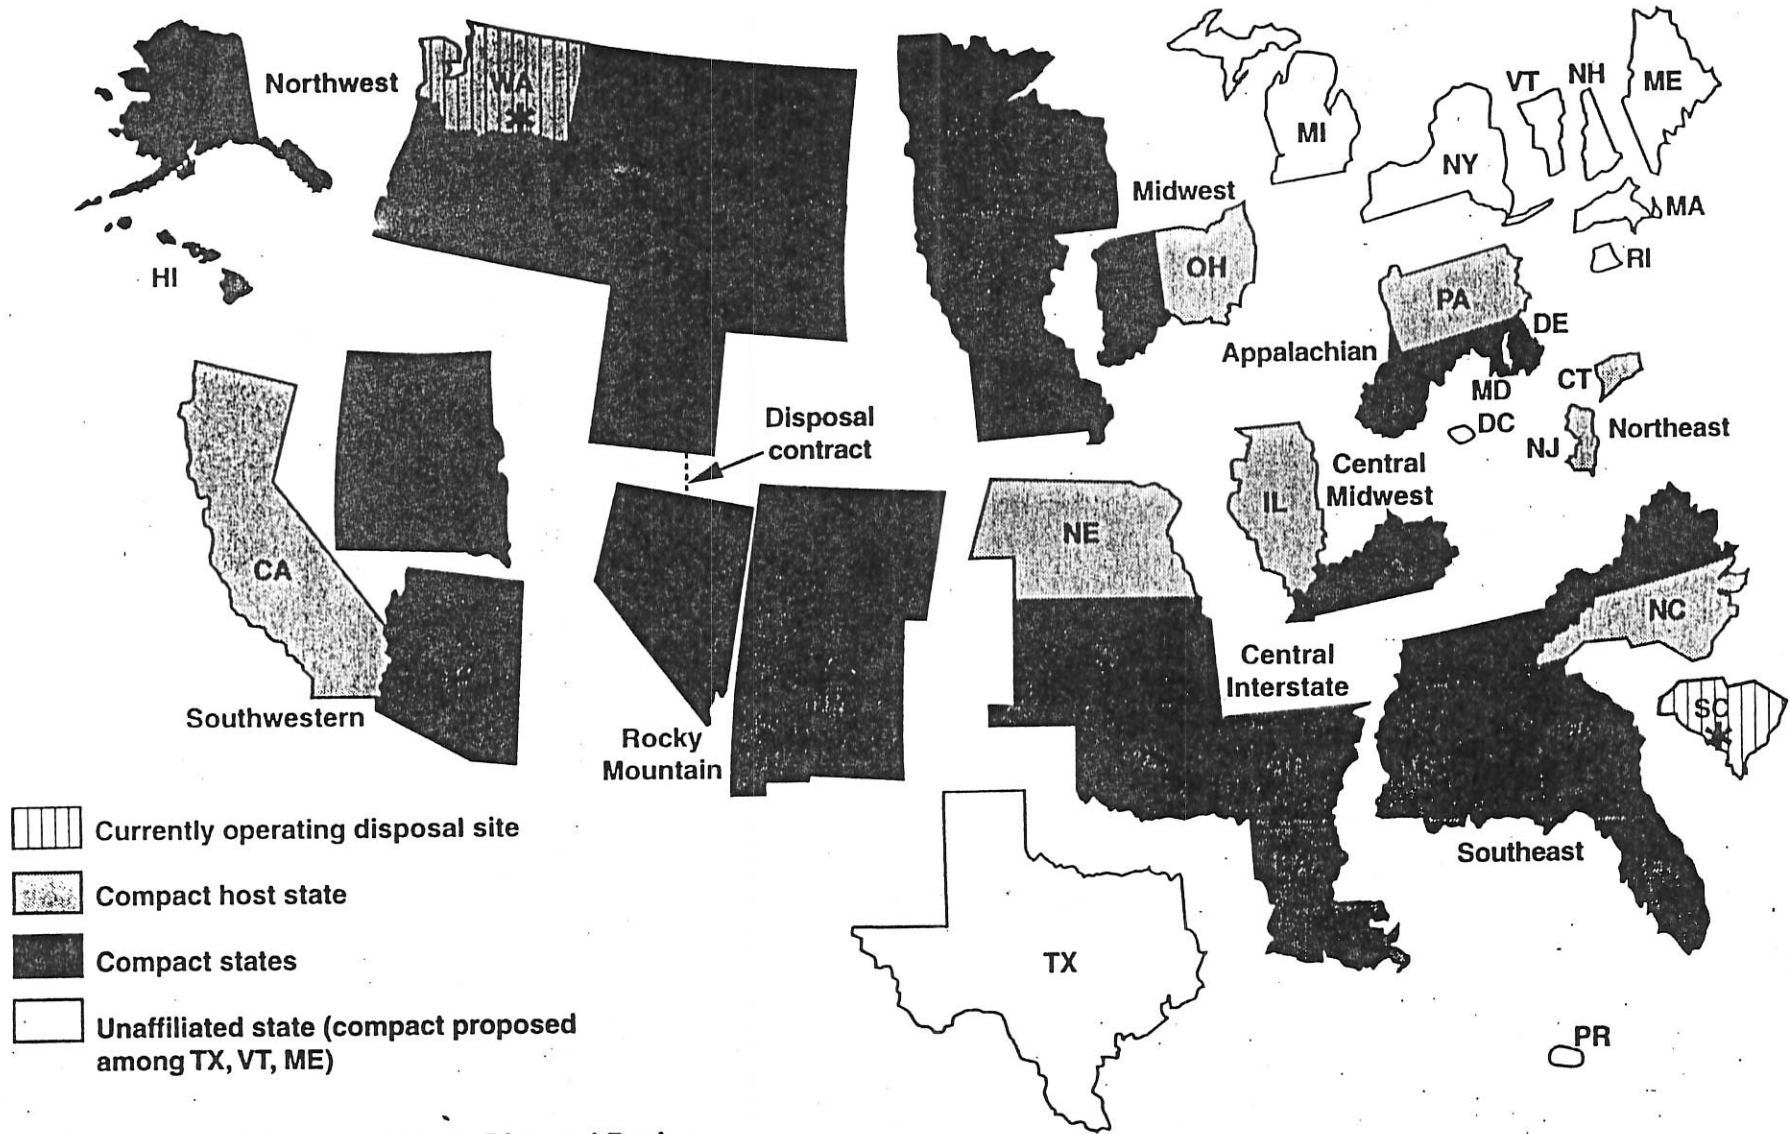 Northwest
WA
HI
MI
NY
VT
NH
ME
MA
RI
Midwest
OH
PA
DE
Appalachian
MD
DC
CT
NJ
Northeast
Disposal
contract
CA
Southwestern
Rocky
Mountain
NE
IL
Central
Midwest
Central
Interstate
NC
SC
Southeast
TX
PR
Currently operating disposal site
Compact host state
Compact states
Unaffiliated state (compact proposed
among TX, VT, ME)